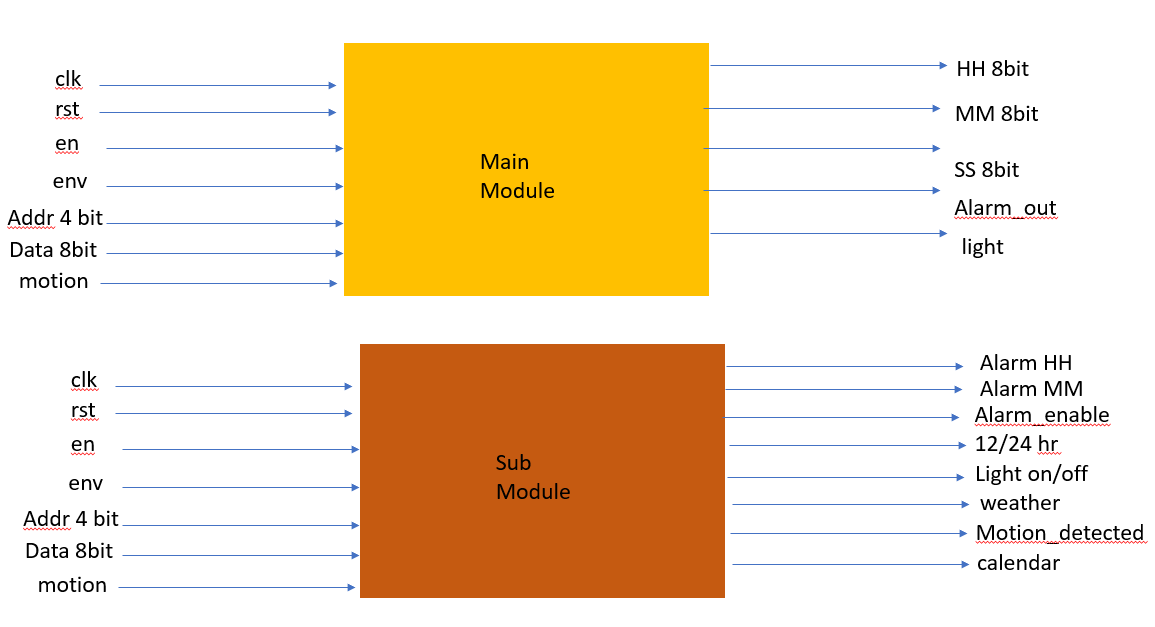 clk
rst
en
env
Addr 4 bit
Data 8bit
motion
Main
Module
HH 8bit
MM 8bit
SS 8bit
Alarm_out
light
clk
rst
en
env
Addr 4 bit
Data 8bit
motion
Sub
Module
Alarm HH
Alarm MM
Alarm_enable
12/24 hr
Light on/off
weather
Motion_detected
calendar